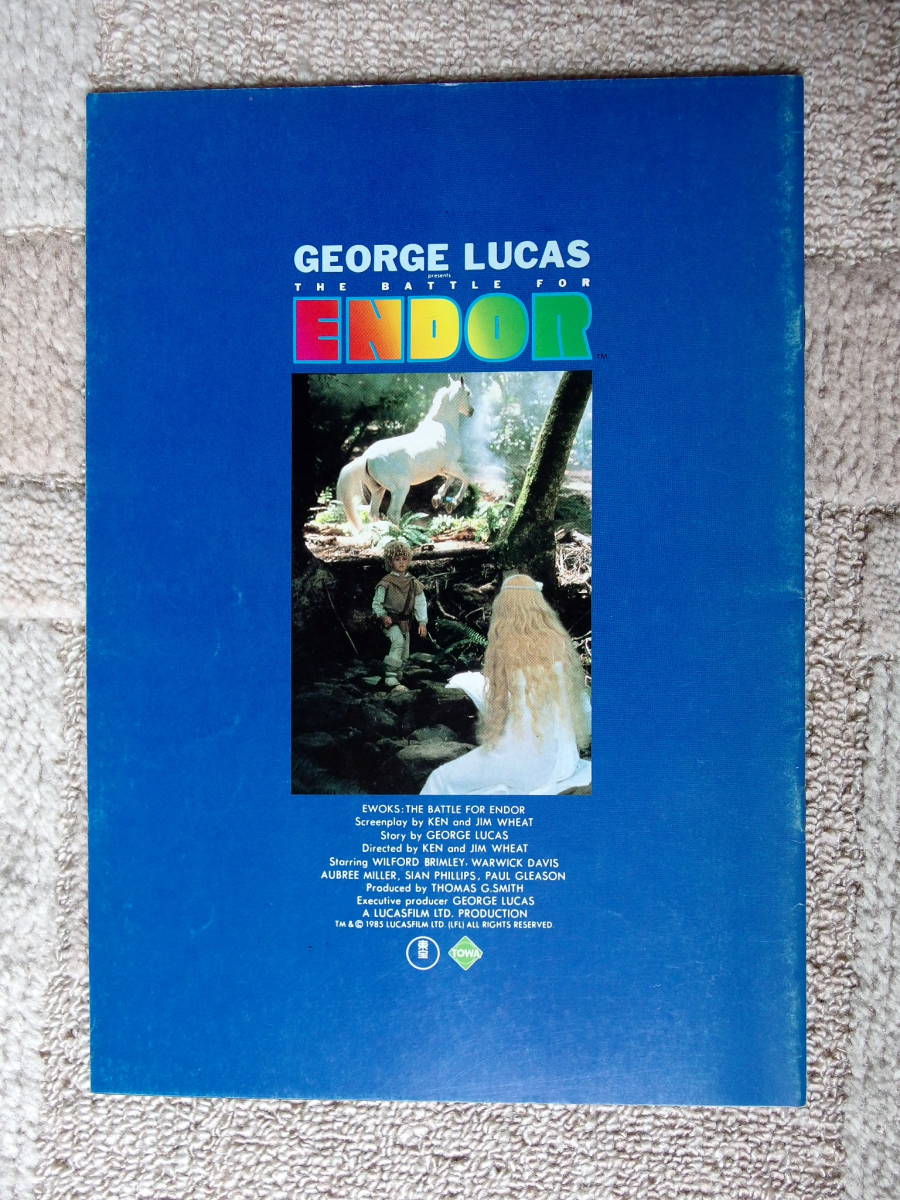 GEORGE LUCAS
presents
THE BATTLE FOR
ENDOR™
EWOKS: THE BATTLE FOR ENDOR
Screenplay by KEN and JIM WHEAT
Story by GEORGE LUCAS
Directed by KEN and JIM WHEAT
Starring WILFORD BRIMLEY, WARWICK DAVIS
AUBREE MILLER, SIAN PHILLIPS, PAUL GLEASON
Produced by THOMAS G. SMITH
Executive producer GEORGE LUCAS
A LUCASFILM LTD. PRODUCTION
TM & © 1985 LUCASFILM LTD. (LFL) ALL RIGHTS RESERVED.
東宝 TOWA